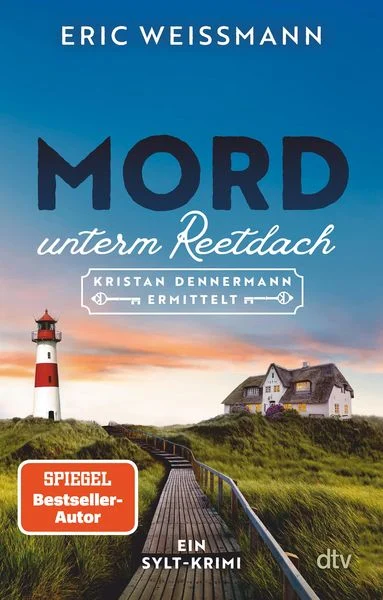 ERIC WEISSMANN
MORD
unterm Reetdach
KRISTAN DENNERMANN
ERMITTELT
SPIEGEL
Bestseller-
Autor
EIN
SYLT-KRIMI
dtv